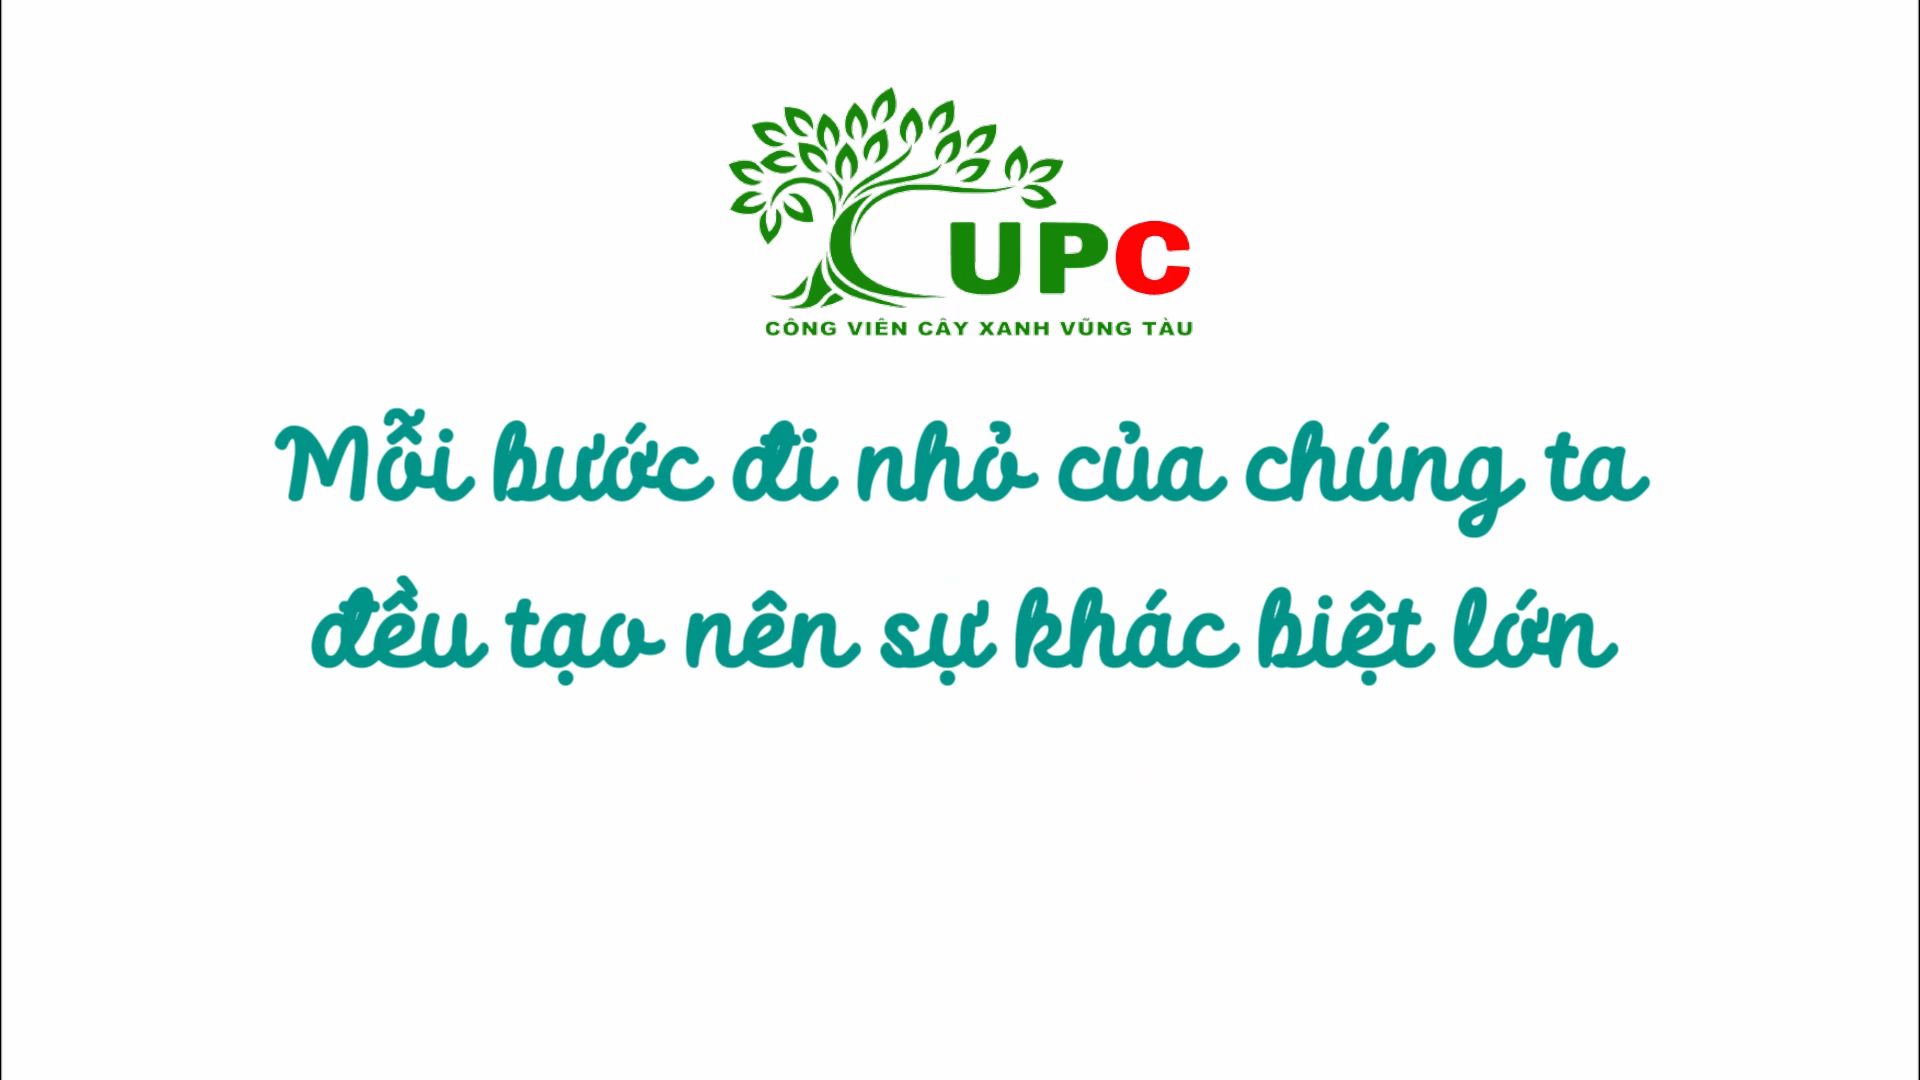 UPC
CÔNG VIÊN CÂY XANH VŨNG TÀU
Mỗi bước đi nhỏ của chúng ta
đều tạo nên sự khác biệt lớn